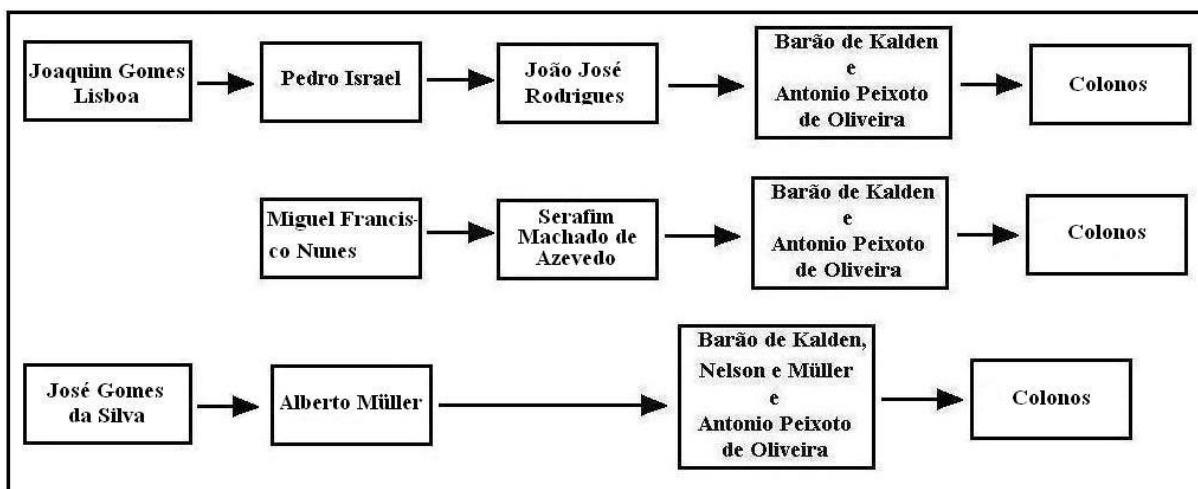 Joaquim Gomes
Lisboa
Pedro Israel
João José
Rodrigues
Barão de Kalden
e
Antonio Peixoto
de Oliveira
Colonos
Miguel Francis-
co Nunes
Serafim
Machado de
Azevedo
Barão de Kalden
e
Antonio Peixoto
de Oliveira
Colonos
José Gomes
da Silva
Alberto Müller
Barão de Kalden,
Nelson e Müller
e
Antonio Peixoto
de Oliveira
Colonos